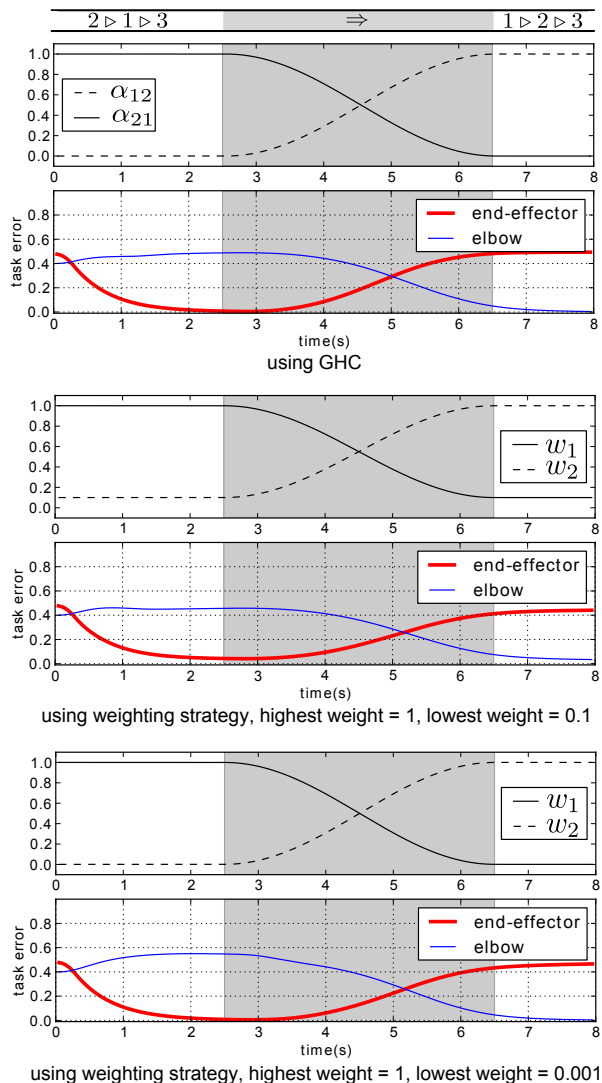 2 ▷ 1 ▷ 3 ⇒ 1 ▷ 2 ▷ 3
1.0
0.8
0.6
0.4
0.2
0.0
α12
α21
0 1 2 3 4 5 6 7 8
0.8
0.6
0.4
0.2
0.0
task error
end-effector
elbow
0 1 2 3 4 5 6 7 8
time(s)
using GHC
1.0
0.8
0.6
0.4
0.2
0.0
w1
w2
0 1 2 3 4 5 6 7 8
0.8
0.6
0.4
0.2
0.0
task error
end-effector
elbow
0 1 2 3 4 5 6 7 8
time(s)
using weighting strategy, highest weight = 1, lowest weight = 0.1
1.0
0.8
0.6
0.4
0.2
0.0
w1
w2
0 1 2 3 4 5 6 7 8
0.8
0.6
0.4
0.2
0.0
task error
end-effector
elbow
0 1 2 3 4 5 6 7 8
time(s)
using weighting strategy, highest weight = 1, lowest weight = 0.001